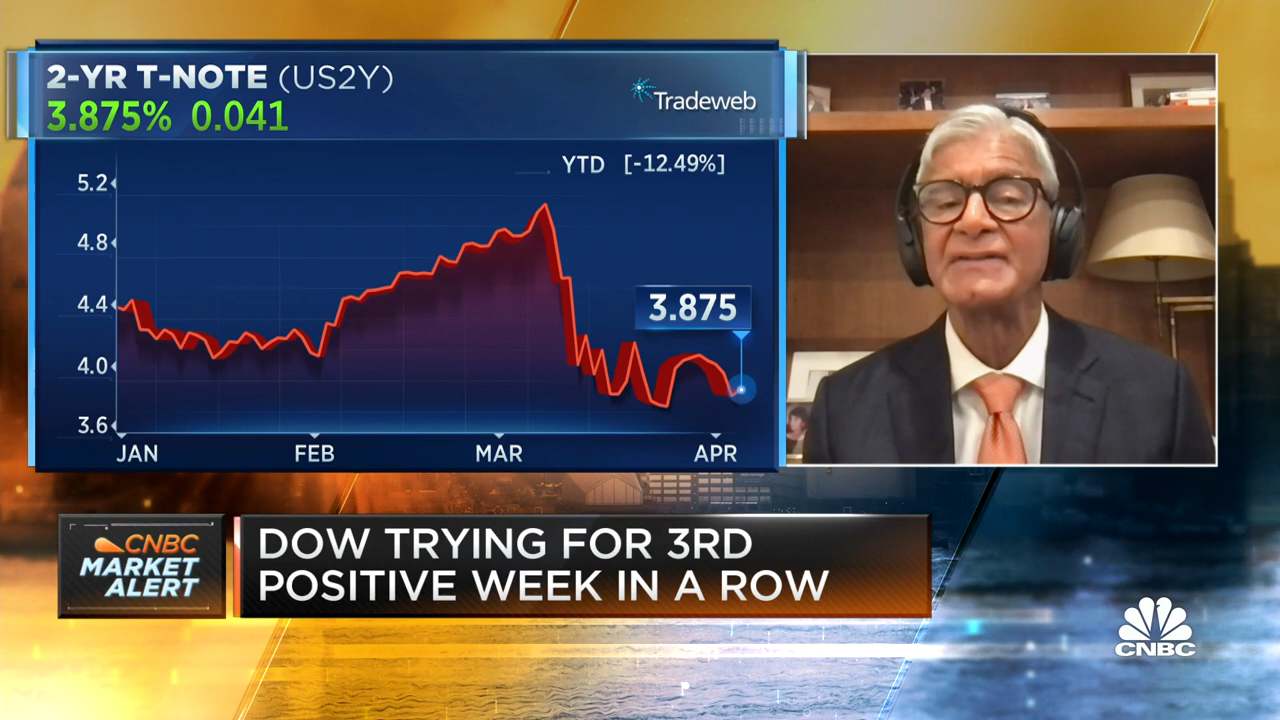 2-YR T-NOTE (US2Y)
3.875% 0.041
Tradeweb
YTD [-12.49%]
5.2
4.8
4.4
4.0
3.6
3.875
JAN FEB MAR APR
CNBC
MARKET
ALERT
DOW TRYING FOR 3RD
POSITIVE WEEK IN A ROW
CNBC
P